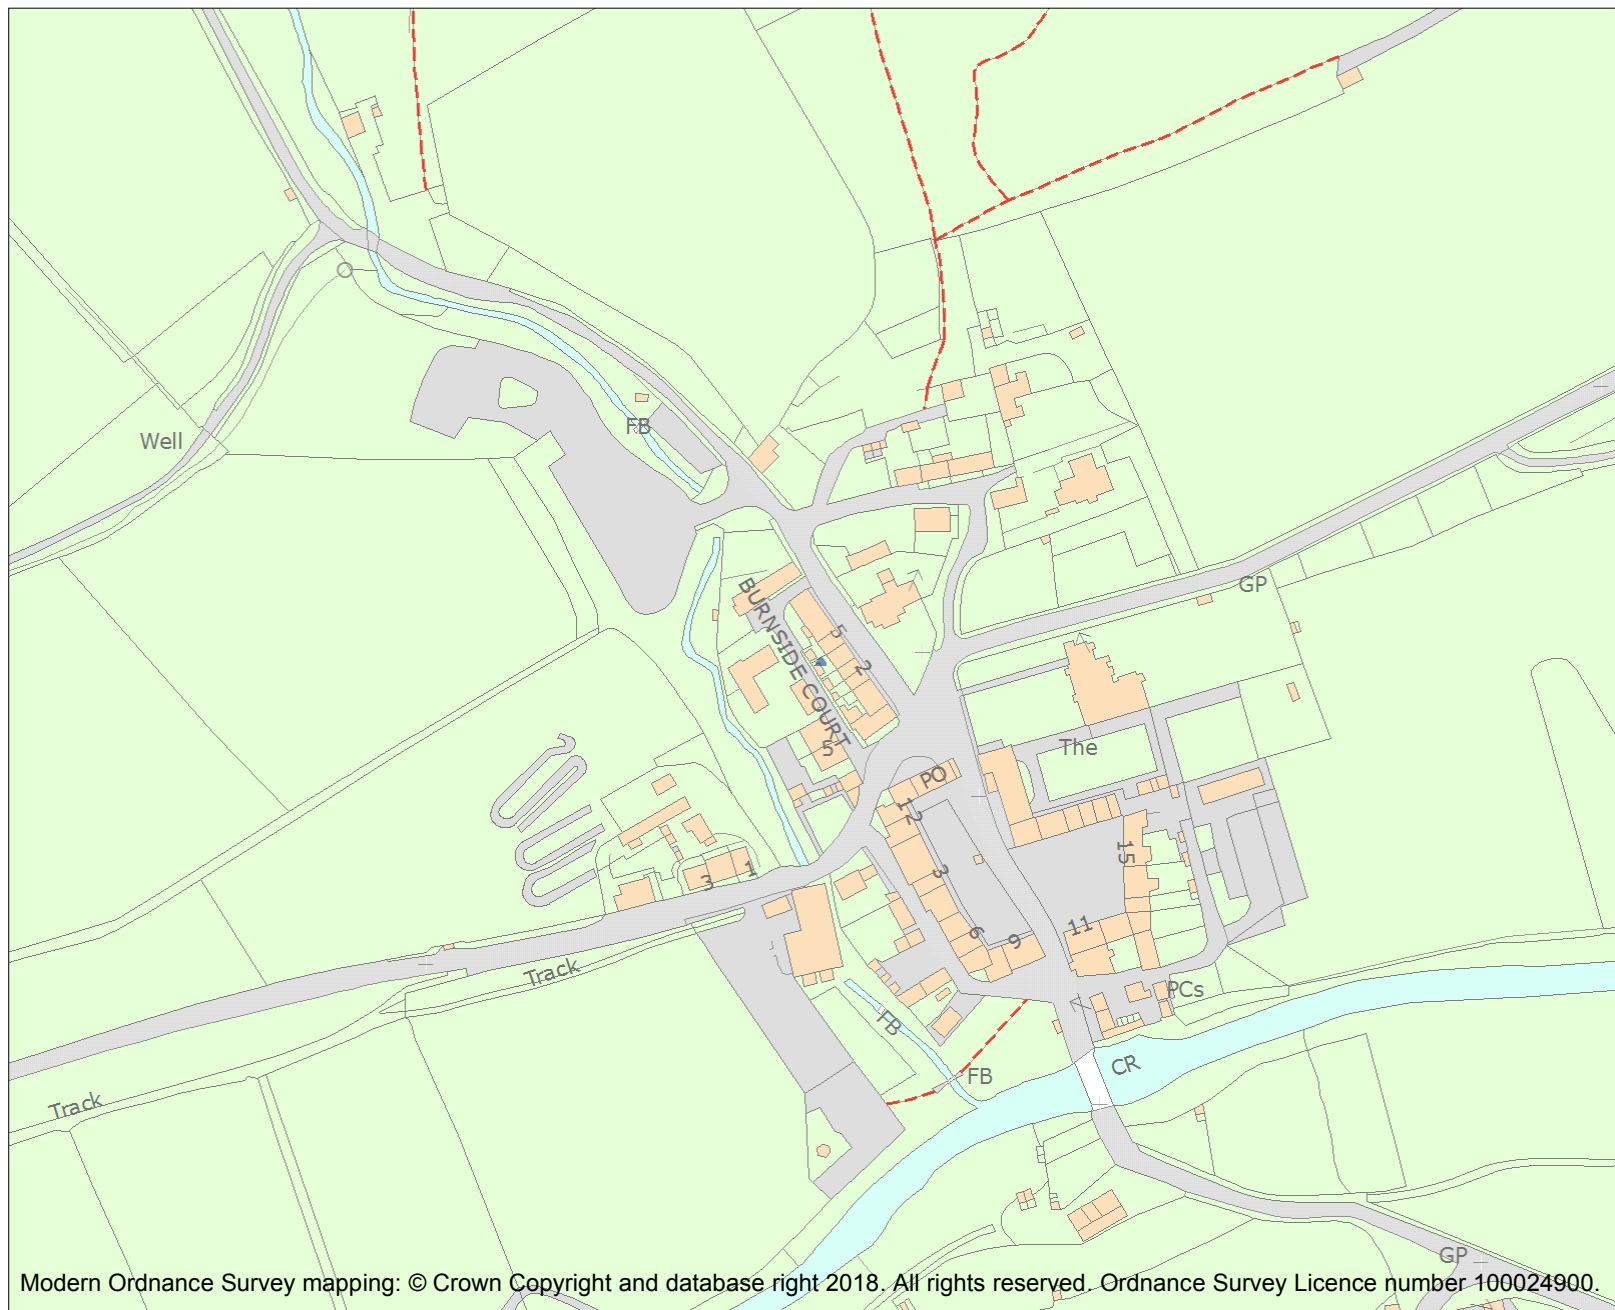 FB
Well
GP
BURNSIDE COURT
5
2
5
The
PO
12
3
15
1
3
6
9
11
Track
PCs
FB
FB
CR
Track
GP
Modern Ordnance Survey mapping: © Crown Copyright and database right 2018. All rights reserved. Ordnance Survey Licence number 100024900.